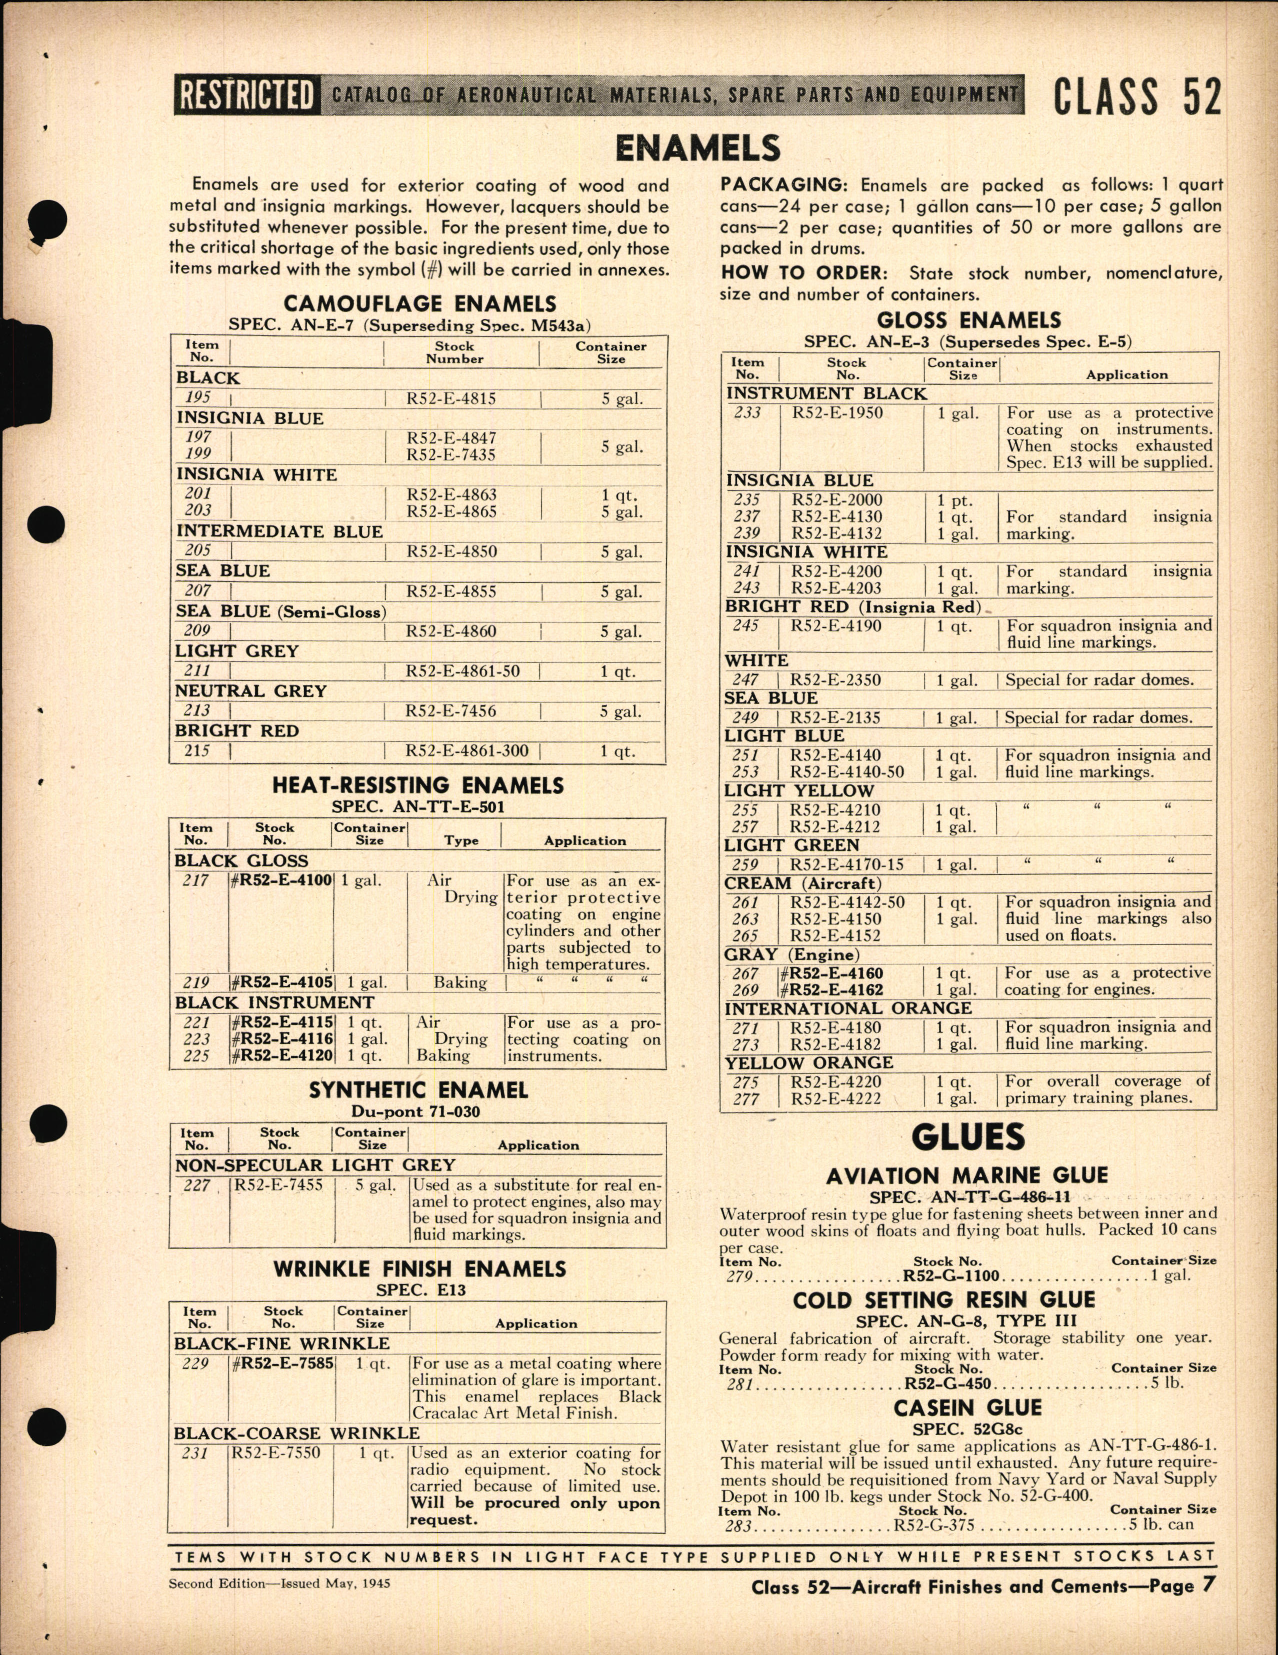 RESTRICTED CATALOG OF AERONAUTICAL MATERIALS, SPARE PARTS AND EQUIPMENT CLASS 52
ENAMELS
Enamels are used for exterior coating of wood and
metal and insignia markings. However, lacquers should be
substituted whenever possible. For the present time, due to
the critical shortage of the basic ingredients used, only those
items marked with the symbol (#) will be carried in annexes.
CAMOUFLAGE ENAMELS
SPEC. AN-E-7 (Superseding Spec. M543a)
Item No. Stock Number Container Size
BLACK
195 R52-E-4815 5 gal.
INSIGNIA BLUE
197 R52-E-4847
199 R52-E-7435 5 gal.
INSIGNIA WHITE
201 R52-E-4863 1 qt.
203 R52-E-4865 5 gal.
INTERMEDIATE BLUE
205 R52-E-4850 5 gal.
SEA BLUE
207 R52-E-4855 5 gal.
SEA BLUE (Semi-Gloss)
209 R52-E-4860 5 gal.
LIGHT GREY
211 R52-E-4861-50 1 qt.
NEUTRAL GREY
213 R52-E-7456 5 gal.
BRIGHT RED
215 R52-E-4861-300 1 qt.
HEAT-RESISTING ENAMELS
SPEC. AN-TT-E-501
Item No. Stock No. Container Size Type Application
BLACK GLOSS
217 #R52-E-4100 1 gal. Air For use as an ex-
Drying terior protective
coating on engine
cylinders and other
parts subjected to
high temperatures.
219 #R52-E-4105 1 gal. Baking “ “ “ “
BLACK INSTRUMENT
221 #R52-E-4115 1 qt. Air For use as a pro-
223 #R52-E-4116 1 gal. Drying tecting coating on
225 #R52-E-4120 1 qt. Baking instruments.
SYNTHETIC ENAMEL
Du-pont 71-030
Item No. Stock No. Container Size Application
NON-SPECULAR LIGHT GREY
227 R52-E-7455 5 gal. Used as a substitute for real en-
amel to protect engines, also may
be used for squadron insignia and
fluid markings.
WRINKLE FINISH ENAMELS
SPEC. E13
Item No. Stock No. Container Size Application
BLACK-FINE WRINKLE
229 #R52-E-7585 1 qt. For use as a metal coating where
elimination of glare is important.
This enamel replaces Black
Cracalac Art Metal Finish.
BLACK-COARSE WRINKLE
231 R52-E-7550 1 qt. Used as an exterior coating for
radio equipment. No stock
carried because of limited use.
Will be procured only upon
request.
PACKAGING: Enamels are packed as follows: 1 quart
cans—24 per case; 1 gallon cans—10 per case; 5 gallon
cans—2 per case; quantities of 50 or more gallons are
packed in drums.
HOW TO ORDER: State stock number, nomenclature,
size and number of containers.
GLOSS ENAMELS
SPEC. AN-E-3 (Supersedes Spec. E-5)
Item No. Stock No. Container Size Application
INSTRUMENT BLACK
233 R52-E-1950 1 gal. For use as a protective
coating on instruments.
When stocks exhausted
Spec. E13 will be supplied.
INSIGNIA BLUE
235 R52-E-2000 1 pt.
237 R52-E-4130 1 qt. For standard insignia
239 R52-E-4132 1 gal. marking.
INSIGNIA WHITE
241 R52-E-4200 1 qt. For standard insignia
243 R52-E-4203 1 gal. marking.
BRIGHT RED (Insignia Red)
245 R52-E-4190 1 qt. For squadron insignia and
fluid line markings.
WHITE
247 R52-E-2350 1 gal. Special for radar domes.
SEA BLUE
249 R52-E-2135 1 gal. Special for radar domes.
LIGHT BLUE
251 R52-E-4140 1 qt. For squadron insignia and
253 R52-E-4140-50 1 gal. fluid line markings.
LIGHT YELLOW
255 R52-E-4210 1 qt. “ “ “
257 R52-E-4212 1 gal.
LIGHT GREEN
259 R52-E-4170-15 1 gal. “ “ “
CREAM (Aircraft)
261 R52-E-4142-50 1 qt. For squadron insignia and
263 R52-E-4150 1 gal. fluid line markings also
265 R52-E-4152 used on floats.
GRAY (Engine)
267 #R52-E-4160 1 qt. For use as a protective
269 #R52-E-4162 1 gal. coating for engines.
INTERNATIONAL ORANGE
271 R52-E-4180 1 qt. For squadron insignia and
273 R52-E-4182 1 gal. fluid line marking.
YELLOW ORANGE
275 R52-E-4220 1 qt. For overall coverage of
277 R52-E-4222 1 gal. primary training planes.
GLUES
AVIATION MARINE GLUE
SPEC. AN-TT-G-486-11
Waterproof resin type glue for fastening sheets between inner and
outer wood skins of floats and flying boat hulls. Packed 10 cans
per case.
Item No. Stock No. Container Size
279.................R52-G-1100.................1 gal.
COLD SETTING RESIN GLUE
SPEC. AN-G-8, TYPE III
General fabrication of aircraft. Storage stability one year.
Powder form ready for mixing with water.
Item No. Stock No. Container Size
281.................R52-G-450..................5 lb.
CASEIN GLUE
SPEC. 52G8c
Water resistant glue for same applications as AN-TT-G-486-1.
This material will be issued until exhausted. Any future require-
ments should be requisitioned from Navy Yard or Naval Supply
Depot in 100 lb. kegs under Stock No. 52-G-400.
Item No. Stock No. Container Size
283................R52-G-375.................5 lb. can
TEMS WITH STOCK NUMBERS IN LIGHT FACE TYPE SUPPLIED ONLY WHILE PRESENT STOCKS LAST
Second Edition—Issued May, 1945 Class 52—Aircraft Finishes and Cements—Page 7